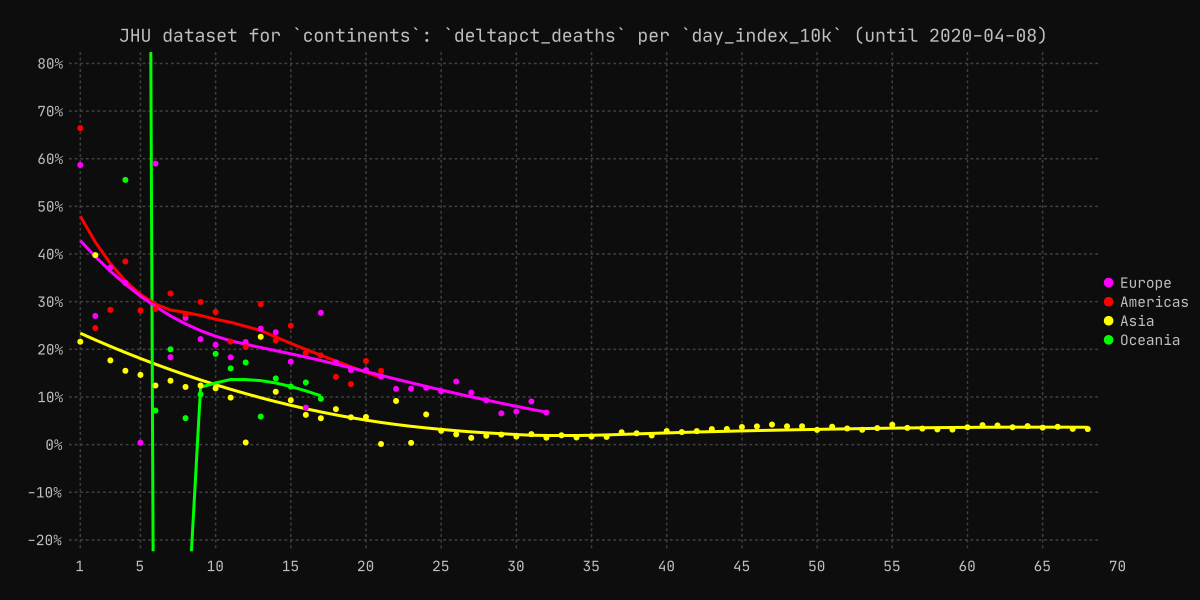 JHU dataset for `continents`: `deltapct_deaths` per `day_index_10k` (until 2020-04-08)
80%
70%
60%
50%
40%
30%
20%
10%
0%
-10%
-20%
Europe
Americas
Asia
Oceania
1 5 10 15 20 25 30 35 40 45 50 55 60 65 70